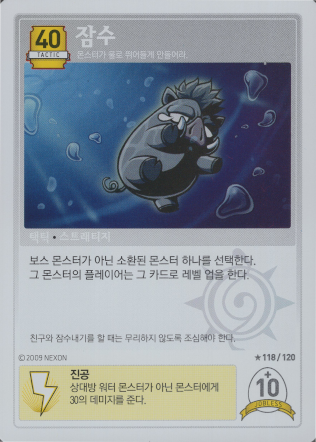 40
TACTIC
잠수
몬스터가 물로 뛰어들게 만들어라.
택틱 • 스트래티지
보스 몬스터가 아닌 소환된 몬스터 하나를 선택한다.
그 몬스터의 플레이어는 그 카드로 레벨 업을 한다.
친구와 잠수내기를 할 때는 무리하지 않도록 조심해야 한다.
© 2009 NEXON
★118 / 120
진공
상대방 워터 몬스터가 아닌 몬스터에게
30의 데미지를 준다.
+
10
JOBLESS